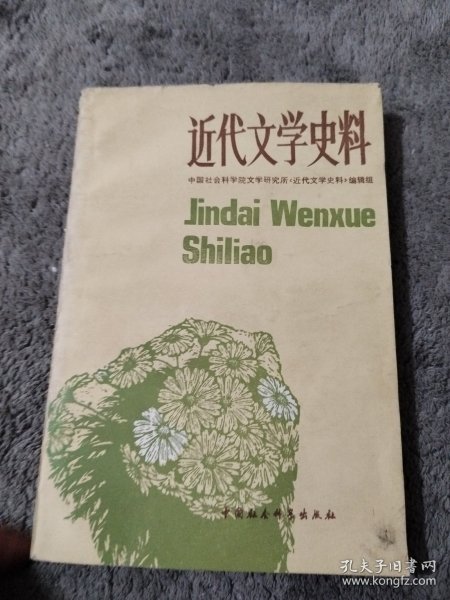 近代文学史料
中国社会科学院文学研究所《近代文学史料》编辑组
Jindai Wenxue
Shiliao
中国社会科学出版社
孔夫子旧书网
www.kongfz.com